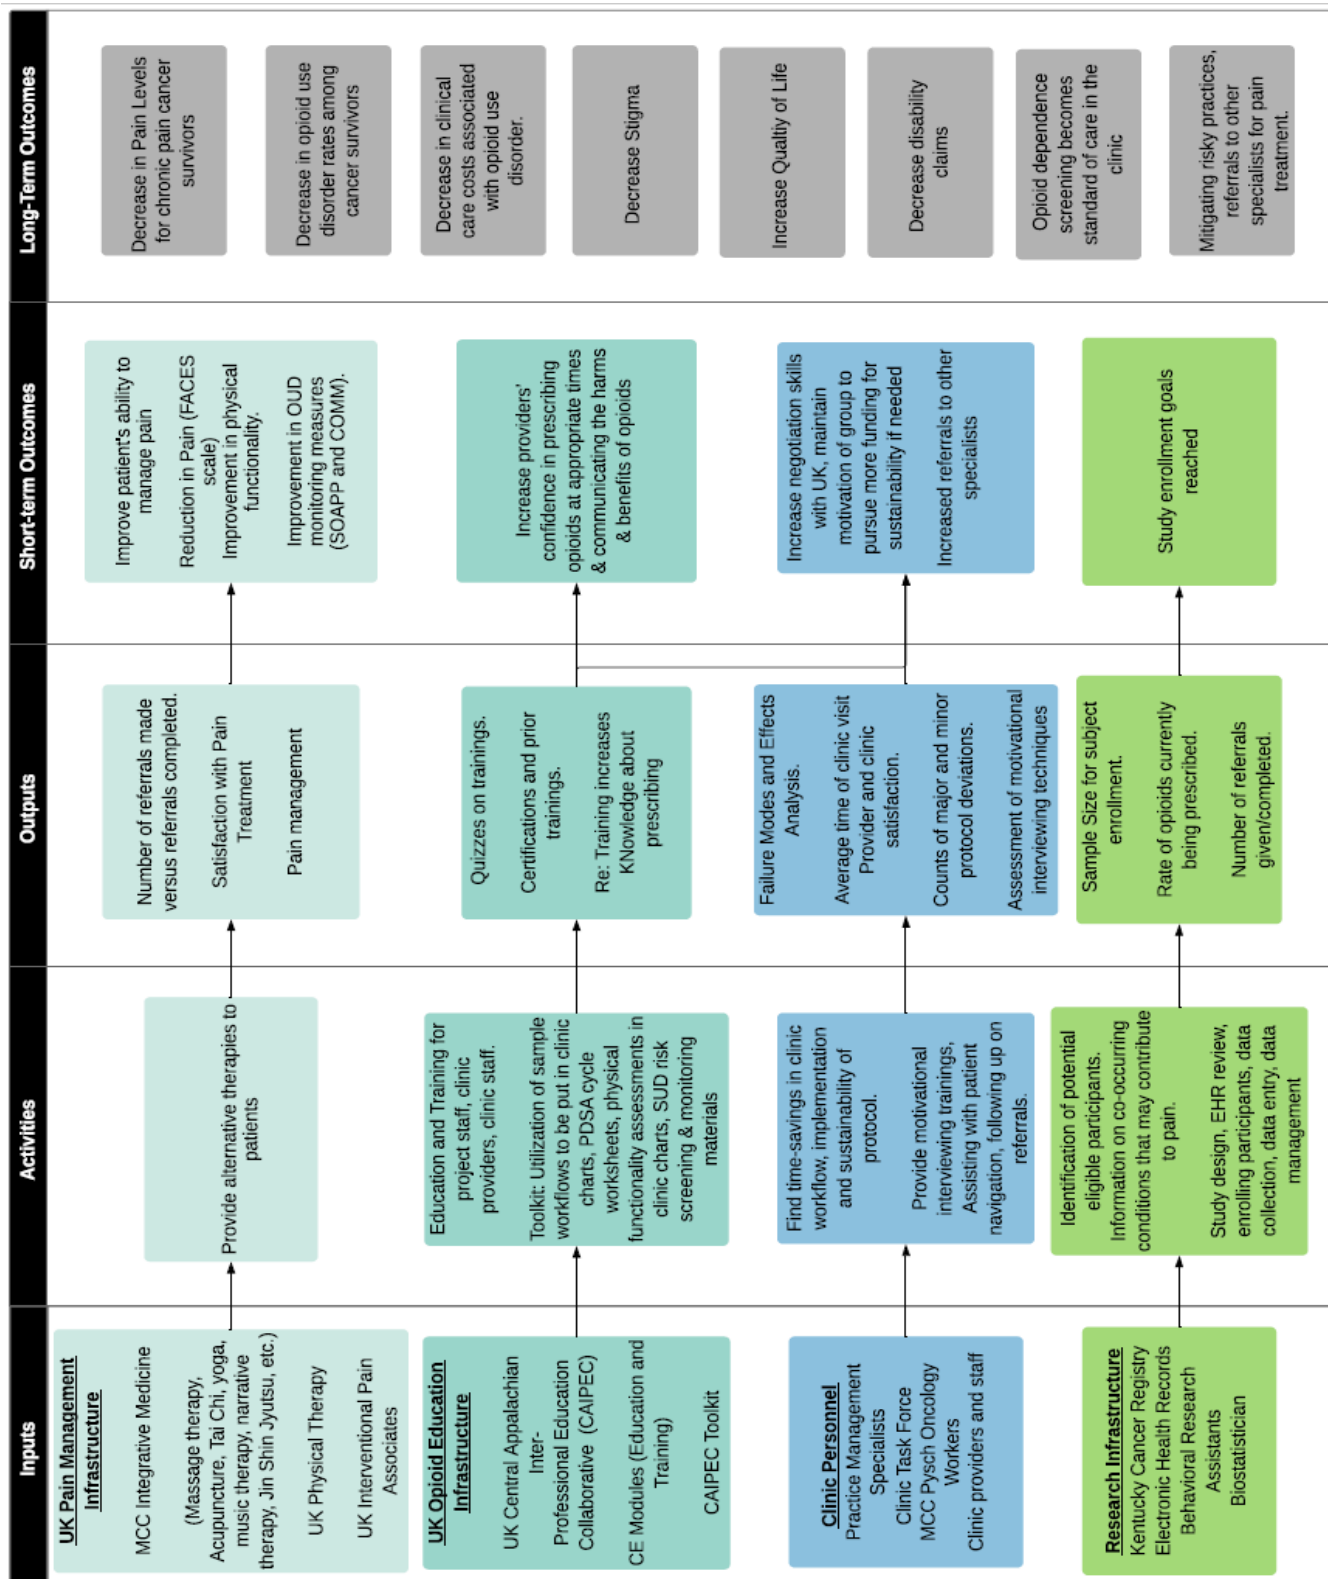 Inputs
Activities
Outputs
Short-term Outcomes
Long-Term Outcomes
UK Pain Management
Infrastructure
MCC Integrative Medicine
(Massage therapy,
Acupuncture, Tai Chi, yoga,
music therapy, narrative
therapy, Jin Shin Jyutsu, etc.)
UK Physical Therapy
UK Interventional Pain
Associates
Provide alternative therapies to
patients
Number of referrals made
versus referrals completed.
Satisfaction with Pain
Treatment
Pain management
Improve patient's ability to
manage pain
Reduction in Pain (FACES
scale)
Improvement in physical
functionality.
Improvement in OUD
monitoring measures
(SOAPP and COMM).
UK Opioid Education
Infrastructure
UK Central Appalachian
Inter-
Professional Education
Collaborative (CAIPEC)
CE Modules (Education and
Training)
CAIPEC Toolkit
Education and Training for
project staff, clinic
providers, clinic staff.
Toolkit: Utilization of sample
workflows to be put in clinic
charts, PDSA cycle
worksheets, physical
functionality assessments in
clinic charts, SUD risk
screening & monitoring
materials
Quizzes on trainings.
Certifications and prior
trainings.
Re: Training increases
KNowledge about
prescribing
Increase providers'
confidence in prescribing
opioids at appropriate times
& communicating the harms
& benefits of opioids
Clinic Personnel
Practice Management
Specialists
Clinic Task Force
MCC Pysch Oncology
Workers
Clinic providers and staff
Find time-savings in clinic
workflow, implementation
and sustainability of
protocol.
Provide motivational
interviewing trainings,
Assisting with patient
navigation, following up on
referrals.
Failure Modes and Effects
Analysis.
Average time of clinic visit
Provider and clinic
satisfaction.
Counts of major and minor
protocol deviations.
Assessment of motivational
interviewing techniques
Increase negotiation skills
with UK, maintain
motivation of group to
pursue more funding for
sustainability if needed
Increased referrals to other
specialists
Research Infrastructure
Kentucky Cancer Registry
Electronic Health Records
Behavioral Research
Assistants
Biostatistician
Identification of potential
eligible participants.
Information on co-occurring
conditions that may contribute
to pain.
Study design, EHR review,
enrolling participants, data
collection, data entry, data
management
Sample Size for subject
enrollment.
Rate of opioids currently
being prescribed.
Number of referrals
given/completed.
Study enrollment goals
reached
Decrease in Pain Levels
for chronic pain cancer
survivors
Decrease in opioid use
disorder rates among
cancer survivors
Decrease in clinical
care costs associated
with opioid use
disorder.
Decrease Stigma
Increase Qualtiy of Life
Decrease disability
claims
Opioid dependence
screening becomes
standard of care in the
clinic
Mitigating risky practices,
referrals to other
specialists for pain
treatment.